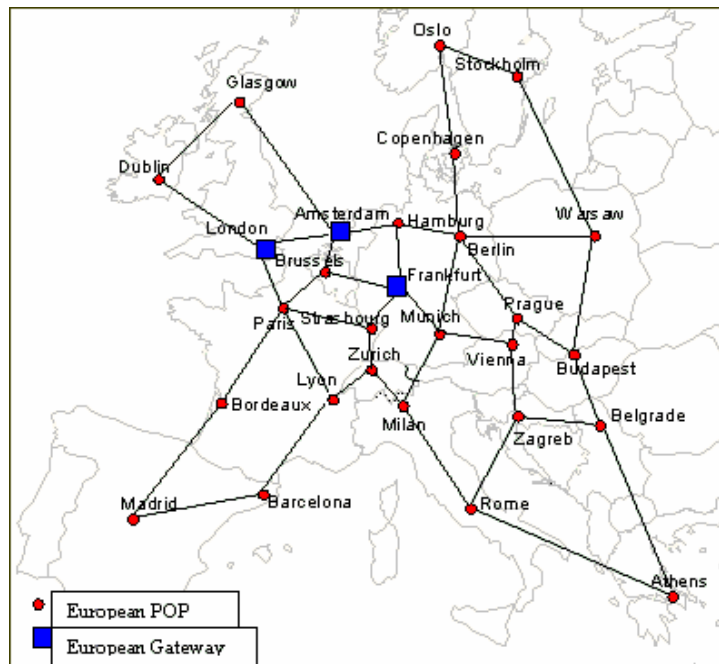 Oslo
Stockholm
Glasgow
Copenhagen
Dublin
Amsterdam
Hamburg
Warsaw
London
Berlin
Brussels
Frankfurt
Prague
Paris
Strasbourg
Munich
Zurich
Vienna
Budapest
Lyon
Bordeaux
Belgrade
Milan
Zagreb
Madrid
Barcelona
Rome
Athens
European POP
European Gateway